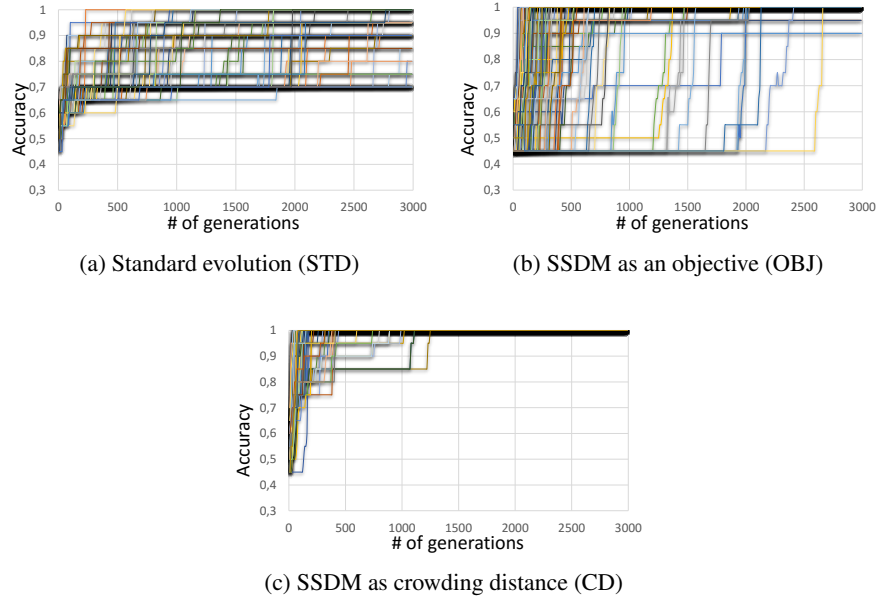 1
0,9
0,8
0,7
0,6
0,5
0,4
0,3
Accuracy
0 500 1000 1500 2000 2500 3000
# of generations
(a) Standard evolution (STD)
1
0,9
0,8
0,7
0,6
0,5
0,4
0,3
Accuracy
0 500 1000 1500 2000 2500 3000
# of generations
(b) SSDM as an objective (OBJ)
1
0,9
0,8
0,7
0,6
0,5
0,4
0,3
Accuracy
0 500 1000 1500 2000 2500 3000
# of generations
(c) SSDM as crowding distance (CD)